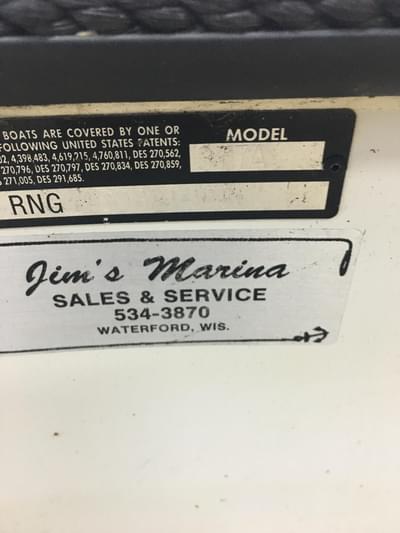 BOATS ARE COVERED BY ONE OR
FOLLOWING UNITED STATES PATENTS:
02, 4,398,483, 4,619,215, 4,760,811, DES 270,562,
270,796, DES 270,797, DES 270,834, DES 270,859,
271,005, DES 291,685.
MODEL
RNG
Jim's Marina
SALES & SERVICE
534-3870
WATERFORD, WIS.